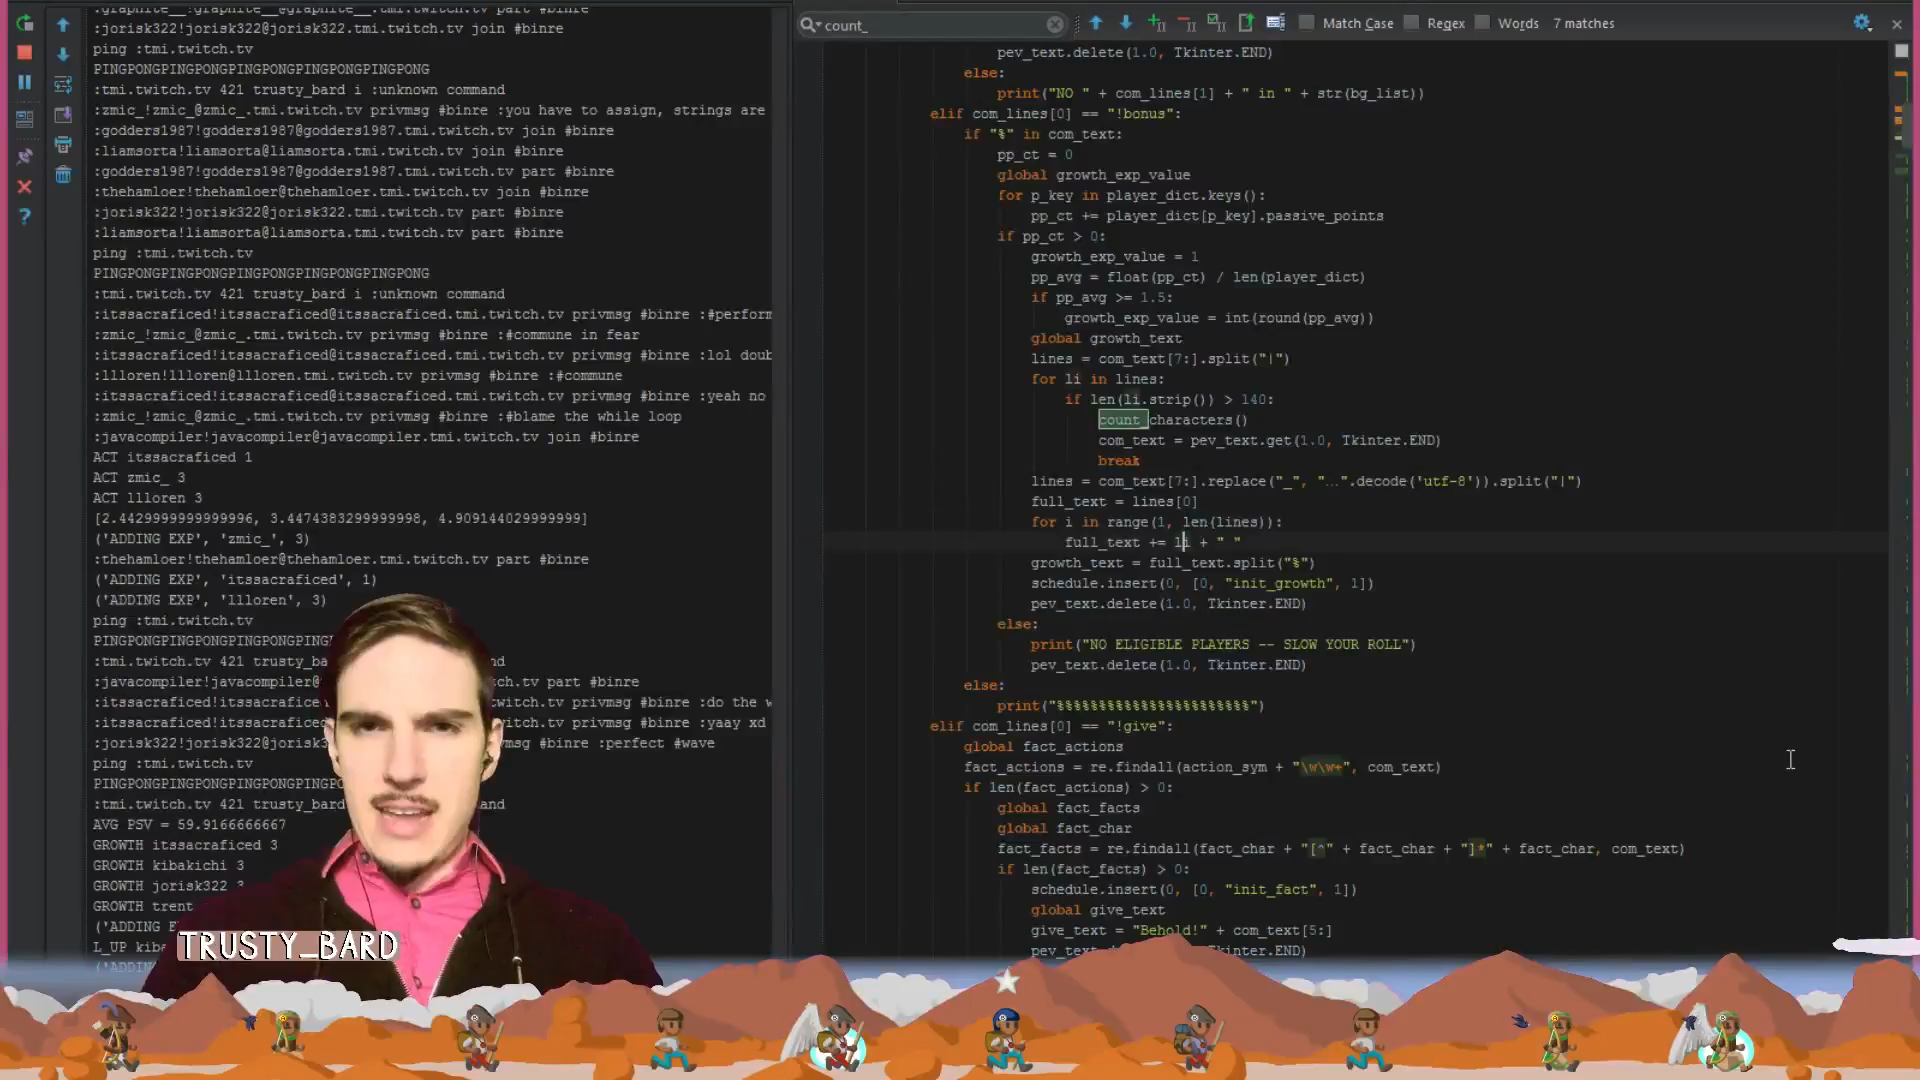 :graphite__!graphite__@graphite__.tmi.twitch.tv part #binre
:jorisk322!jorisk322@jorisk322.tmi.twitch.tv join #binre
ping :tmi.twitch.tv
PINGPONGPINGPONGPINGPONGPINGPONGPINGPONG
:tmi.twitch.tv 421 trusty_bard i :unknown command
:zmic_!zmic_@zmic_.tmi.twitch.tv privmsg #binre :you have to assign, strings are
:godders1987!godders1987@godders1987.tmi.twitch.tv join #binre
:liamsorta!liamsorta@liamsorta.tmi.twitch.tv join #binre
:godders1987!godders1987@godders1987.tmi.twitch.tv part #binre
:thehamloer!thehamloer@thehamloer.tmi.twitch.tv join #binre
:jorisk322!jorisk322@jorisk322.tmi.twitch.tv part #binre
:liamsorta!liamsorta@liamsorta.tmi.twitch.tv part #binre
ping :tmi.twitch.tv
PINGPONGPINGPONGPINGPONGPINGPONGPINGPONG
:tmi.twitch.tv 421 trusty_bard i :unknown command
:itssacraficed!itssacraficed@itssacraficed.tmi.twitch.tv privmsg #binre :#perform
:zmic_!zmic_@zmic_.tmi.twitch.tv privmsg #binre :#commune in fear
:itssacraficed!itssacraficed@itssacraficed.tmi.twitch.tv privmsg #binre :lol doub
:llloren!llloren@llloren.tmi.twitch.tv privmsg #binre :#commune
:itssacraficed!itssacraficed@itssacraficed.tmi.twitch.tv privmsg #binre :yeah no
:zmic_!zmic_@zmic_.tmi.twitch.tv privmsg #binre :#blame the while loop
:javacompiler!javacompiler@javacompiler.tmi.twitch.tv join #binre
ACT itssacraficed 1
ACT zmic_ 3
ACT llloren 3
[2.4429999999999996, 3.4474383299999998, 4.909144029999999]
('ADDING EXP', 'zmic_', 3)
:thehamloer!thehamloer@thehamloer.tmi.twitch.tv part #binre
('ADDING EXP', 'itssacraficed', 1)
('ADDING EXP', 'llloren', 3)
ping :tmi.twitch.tv
PINGPONGPINGPONGPINGPONGPIN
:tmi.twitch.tv 421 trusty_ba nd
:javacompiler!javacompiler@j .tv part #binre
:itssacraficed!itssacraficed .tv privmsg #binre :do the w
:itssacraficed!itssacraficed .tv privmsg #binre :yaay xd
:jorisk322!jorisk322@jorisk3 msg #binre :perfect #wave
ping :tmi.twitch.tv
PINGPONGPINGPONGPINGPONGPING
:tmi.twitch.tv 421 trusty_bard and
AVG PSV = 59.9166666667
GROWTH itssacraficed 3
GROWTH kibakichi 3
GROWTH jorisk322 3
GROWTH trent
('ADDING E
L_UP kiba
('ADDING
TRUSTY_BARD
count_
Match Case Regex Words 7 matches
pev_text.delete(1.0, Tkinter.END)
else:
print("NO " + com_lines[1] + " in " + str(bg_list))
elif com_lines[0] == "!bonus":
if "%" in com_text:
pp_ct = 0
global growth_exp_value
for p_key in player_dict.keys():
pp_ct += player_dict[p_key].passive_points
if pp_ct > 0:
growth_exp_value = 1
pp_avg = float(pp_ct) / len(player_dict)
if pp_avg >= 1.5:
growth_exp_value = int(round(pp_avg))
global growth_text
lines = com_text[7:].split("|")
for li in lines:
if len(li.strip()) > 140:
count_characters()
com_text = pev_text.get(1.0, Tkinter.END)
break
lines = com_text[7:].replace("_", "…".decode('utf-8')).split("|")
full_text = lines[0]
for i in range(1, len(lines)):
full_text += li + " "
growth_text = full_text.split("%")
schedule.insert(0, [0, "init_growth", 1])
pev_text.delete(1.0, Tkinter.END)
else:
print("NO ELIGIBLE PLAYERS -- SLOW YOUR ROLL")
pev_text.delete(1.0, Tkinter.END)
else:
print("%%%%%%%%%%%%%%%%%%%%%%%")
elif com_lines[0] == "!give":
global fact_actions
fact_actions = re.findall(action_sym + "\w\w+", com_text)
if len(fact_actions) > 0:
global fact_facts
global fact_char
fact_facts = re.findall(fact_char + "[^" + fact_char + "]*" + fact_char, com_text)
if len(fact_facts) > 0:
schedule.insert(0, [0, "init_fact", 1])
global give_text
give_text = "Behold!" + com_text[5:]
pev_text.delete(1.0, Tkinter.END)